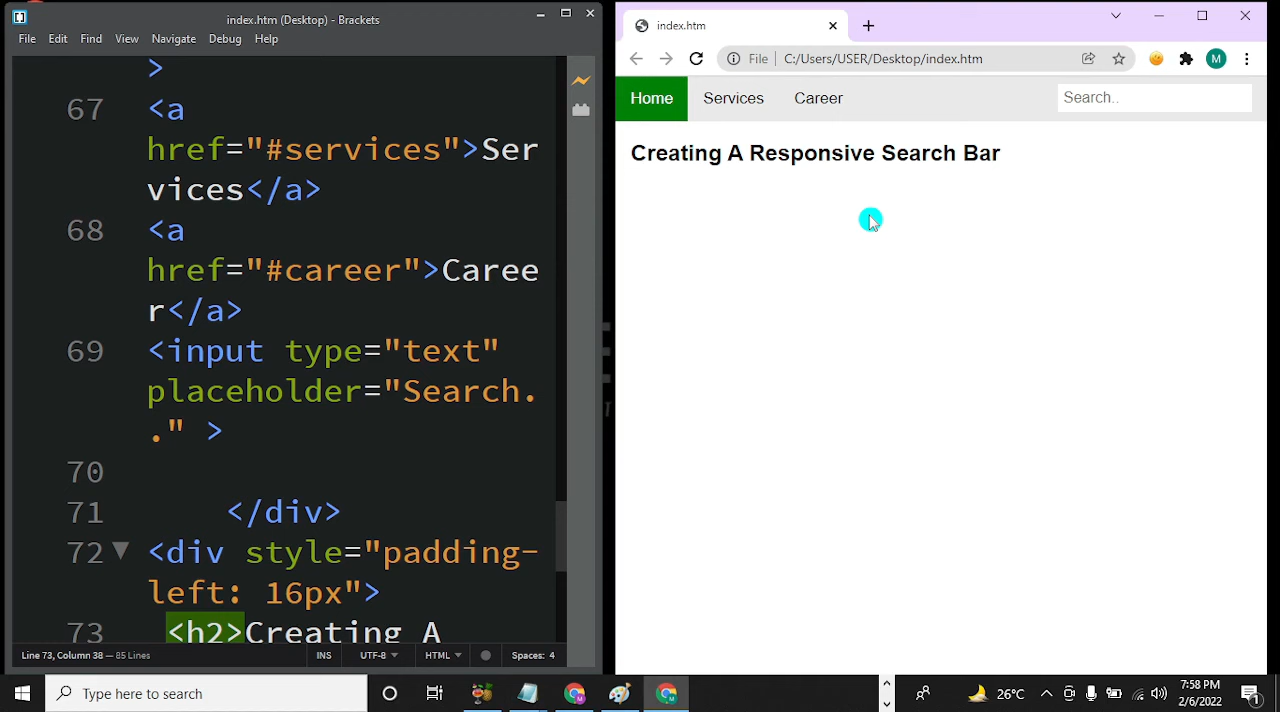 index.htm (Desktop) - Brackets
File Edit Find View Navigate Debug Help
>
67 <a
href="#services">Ser
vices</a>
68 <a
href="#career">Caree
r</a>
69 <input type="text"
placeholder="Search.
." >
70
71 </div>
72 <div style="padding-
left: 16px">
73 <h2>Creating A
Line 73, Column 38 — 85 Lines INS UTF-8 HTML Spaces: 4
index.htm
File C:/Users/USER/Desktop/index.htm M
Home Services Career Search..
Creating A Responsive Search Bar
Type here to search
26°C
7:58 PM
2/6/2022
1